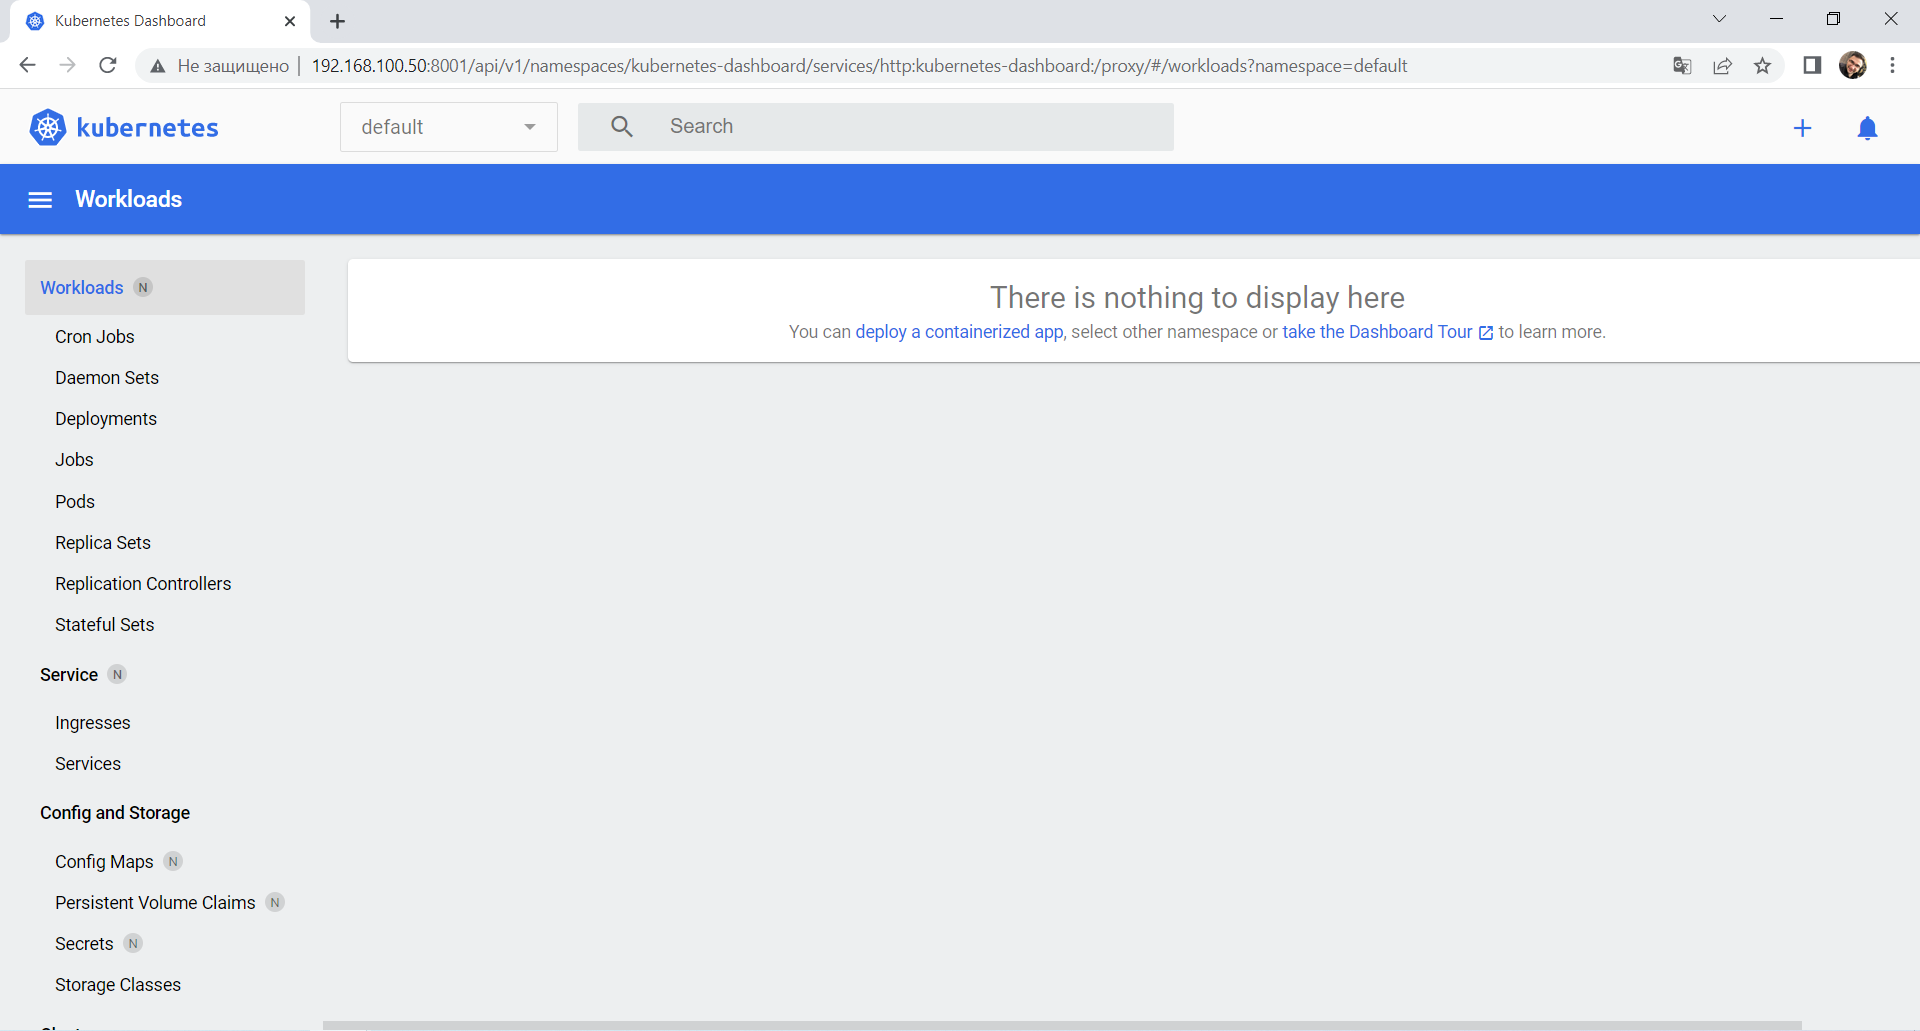 Kubernetes Dashboard
Не защищено
192.168.100.50:8001/api/v1/namespaces/kubernetes-dashboard/services/http:kubernetes-dashboard:/proxy/#/workloads?namespace=default
kubernetes
default
Search
Workloads
Workloads N
Cron Jobs
Daemon Sets
Deployments
Jobs
Pods
Replica Sets
Replication Controllers
Stateful Sets
Service N
Ingresses
Services
Config and Storage
Config Maps N
Persistent Volume Claims N
Secrets N
Storage Classes
There is nothing to display here
You can deploy a containerized app, select other namespace or take the Dashboard Tour to learn more.